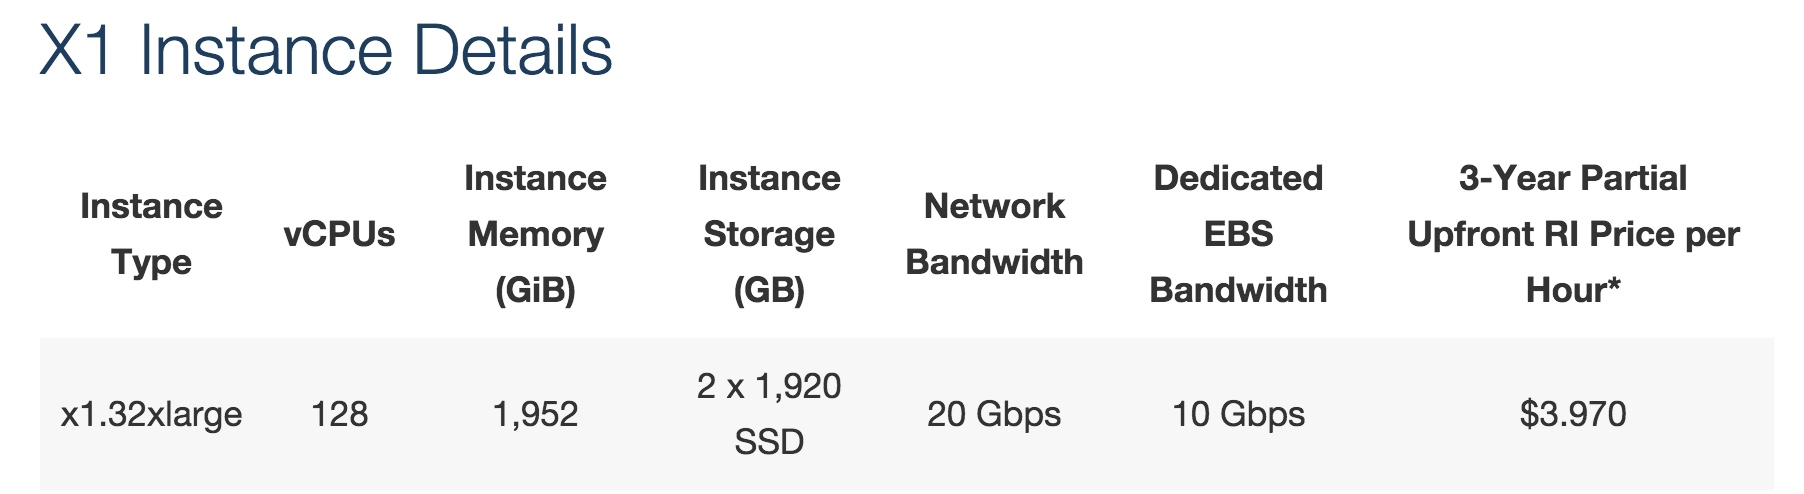 X1 Instance Details
Instance
Type
vCPUs
Instance
Memory
(GiB)
Instance
Storage
(GB)
Network
Bandwidth
Dedicated
EBS
Bandwidth
3-Year Partial
Upfront RI Price per
Hour*
x1.32xlarge
128
1,952
2 x 1,920
SSD
20 Gbps
10 Gbps
$3.970